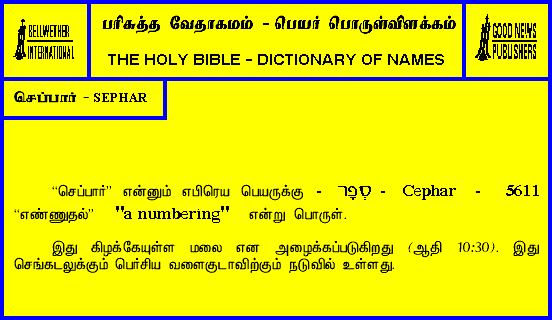 BELLWETHER
INTERNATIONAL
பரிசுத்த வேதாகமம் - பெயர் பொருள்விளக்கம்
THE HOLY BIBLE - DICTIONARY OF NAMES
GOOD NEWS
PUBLISHERS
செப்பார் - SEPHAR
“செப்பார்” என்னும் எபிரெய பெயருக்கு - סְפָר - Cephar - 5611
“எண்ணுதல்” "a numbering" என்று பொருள்.
இது கிழக்கேயுள்ள மலை என அழைக்கப்படுகிறது (ஆதி 10:30). இது
செங்கடலுக்கும் பெர்சிய வளைகுடாவிற்கும் நடுவில் உள்ளது.